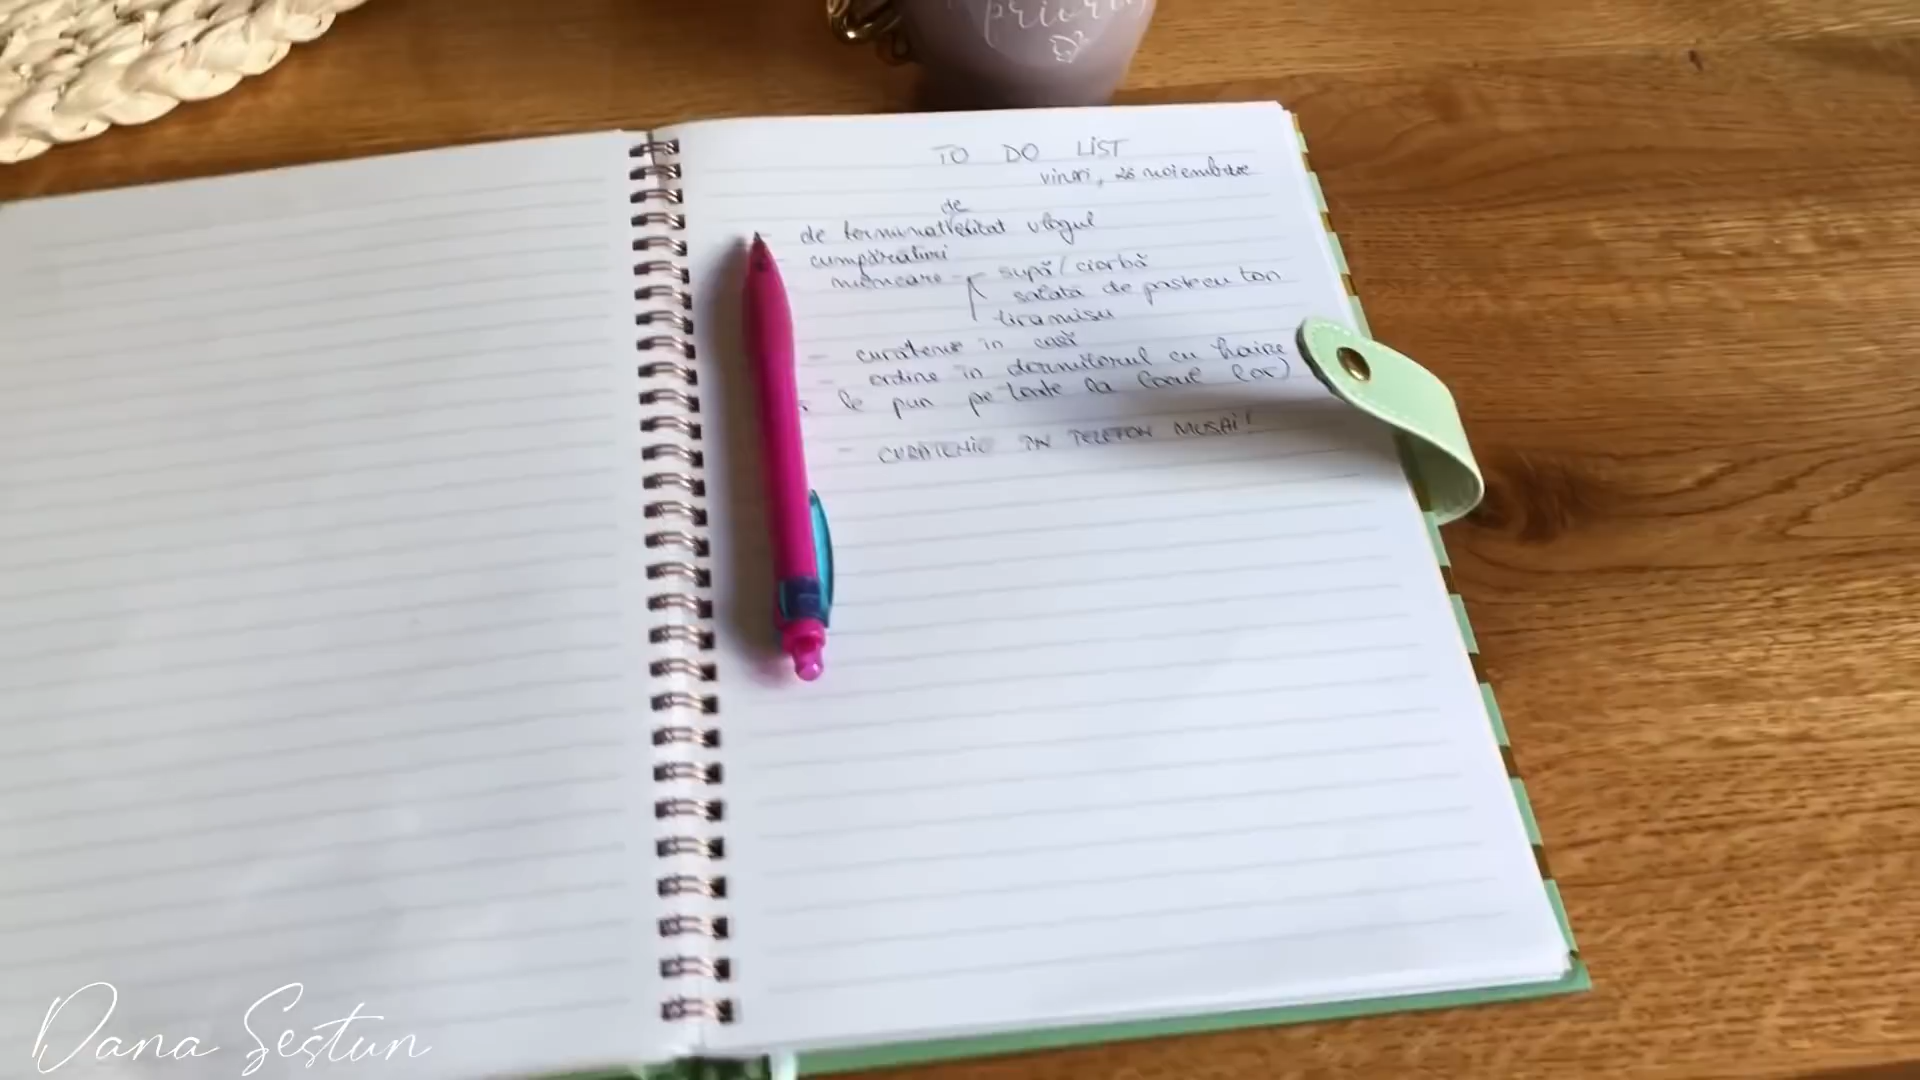 priori
TO DO LIST
vineri, 26 noiembrie
de
de terminat/editat vlogul
cumpărături
mâncare - supă/ciorbă
salată de paste cu ton
tiramisu
- curățenie în casă
- ordine în dormitorul cu haine
le pun pe toate la locul lor)
- CURĂȚENIE ÎN TELEFON MUSAI!
Dana Sestun